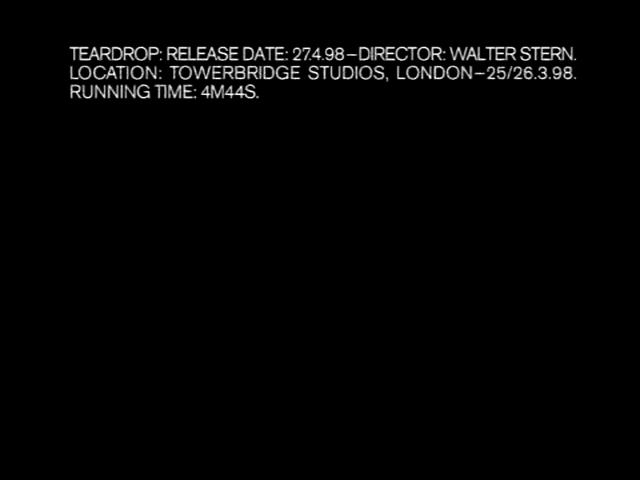 TEARDROP: RELEASE DATE: 27.4.98–DIRECTOR: WALTER STERN.
LOCATION: TOWERBRIDGE STUDIOS, LONDON–25/26.3.98.
RUNNING TIME: 4M44S.